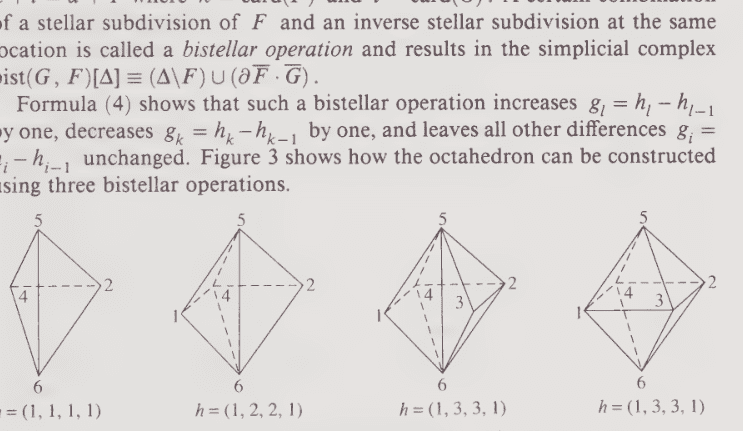 of a stellar subdivision of F and an inverse stellar subdivision at the same
location is called a bistellar operation and results in the simplicial complex
bist(G, F)[Δ] ≡ (Δ\F) ∪ (∂F̅ · G̅).
Formula (4) shows that such a bistellar operation increases g_l = h_l − h_{l−1}
by one, decreases g_k = h_k − h_{k−1} by one, and leaves all other differences g_i =
h_i − h_{i−1} unchanged. Figure 3 shows how the octahedron can be constructed
using three bistellar operations.
5 5 5 5
4 2 4 2 4 2 4 2
1 1 3 1 3
6 6 6 6
h = (1, 1, 1, 1) h = (1, 2, 2, 1) h = (1, 3, 3, 1) h = (1, 3, 3, 1)